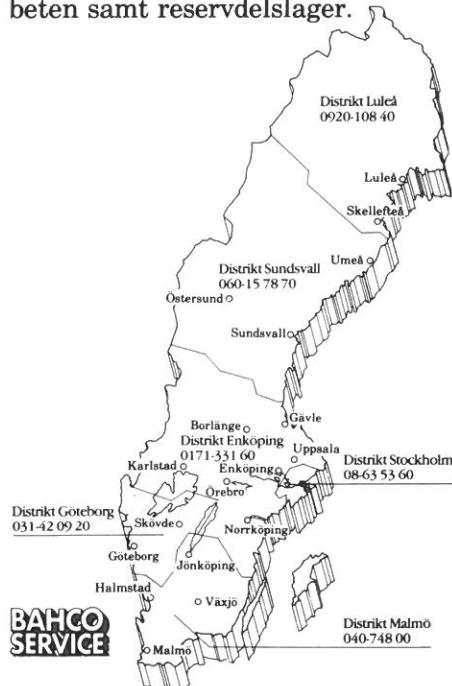 beten samt reservdelslager.
Distrikt Luleå
0920-108 40
Luleå
Skellefteå
Umeå
Distrikt Sundsvall
060-15 78 70
Östersund
Sundsvall
Gävle
Borlänge
Distrikt Enköping
0171-331 60
Uppsala
Karlstad
Enköping
Distrikt Stockholm
08-63 53 60
Örebro
Distrikt Göteborg
031-42 09 20
Skövde
Norrköping
Göteborg
Jönköping
Halmstad
Växjö
BAHCO
SERVICE
Distrikt Malmö
040-748 00
Malmö